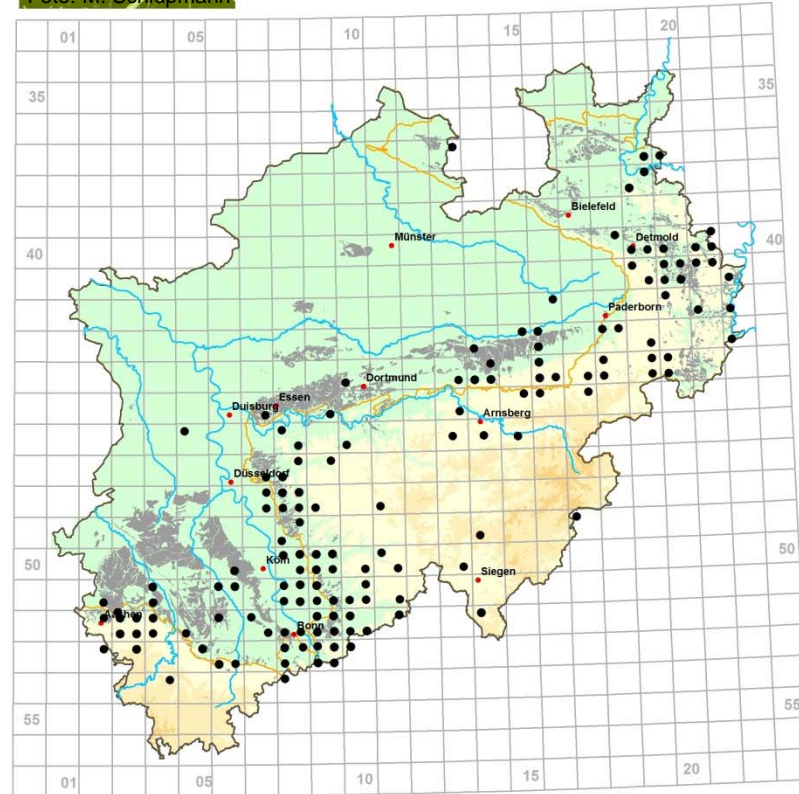 Foto: M. Schlüpmann
01 05 10 15 20
35 35
Bielefeld
Münster
Detmold
40 40
Paderborn
Dortmund
Essen
Duisburg
Arnsberg
Düsseldorf
50 50
Köln
Siegen
Aachen
Bonn
55 55
01 05 10 15 20